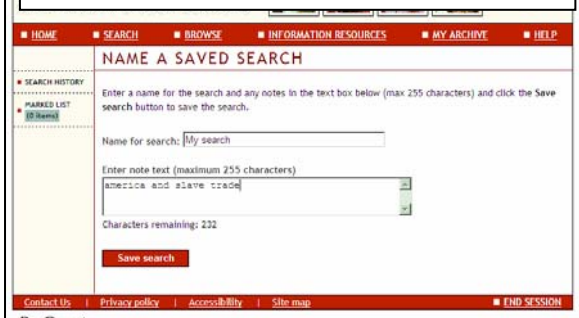 HOME SEARCH BROWSE INFORMATION RESOURCES MY ARCHIVE HELP
NAME A SAVED SEARCH
SEARCH HISTORY
MARKED LIST
(0 items)
Enter a name for the search and any notes in the text box below (max 255 characters) and click the Save
search button to save the search.
Name for search: My search
Enter note text (maximum 255 characters)
america and slave trade
Characters remaining: 232
Save search
Contact Us | Privacy policy | Accessibility | Site map END SESSION